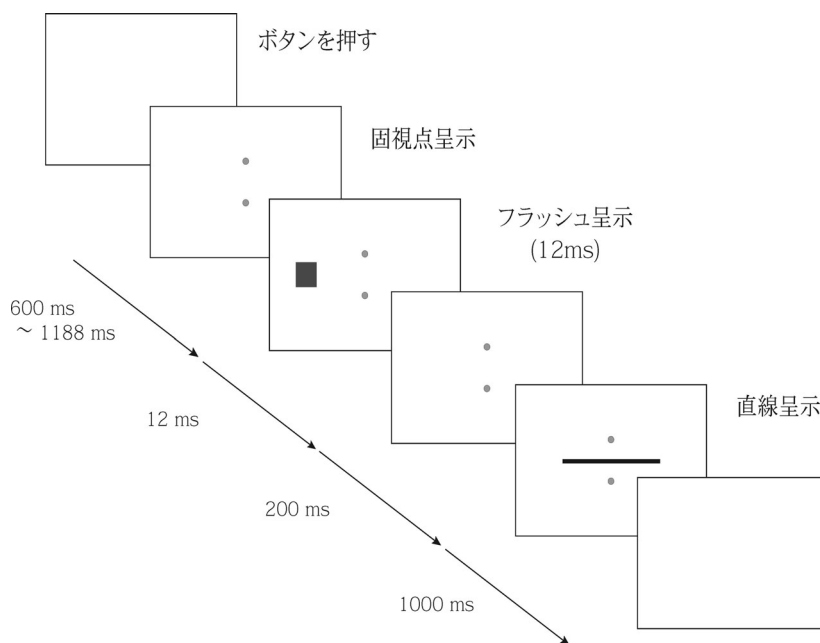 ボタンを押す
固視点呈示
フラッシュ呈示
(12ms)
直線呈示
600 ms
～ 1188 ms
12 ms
200 ms
1000 ms